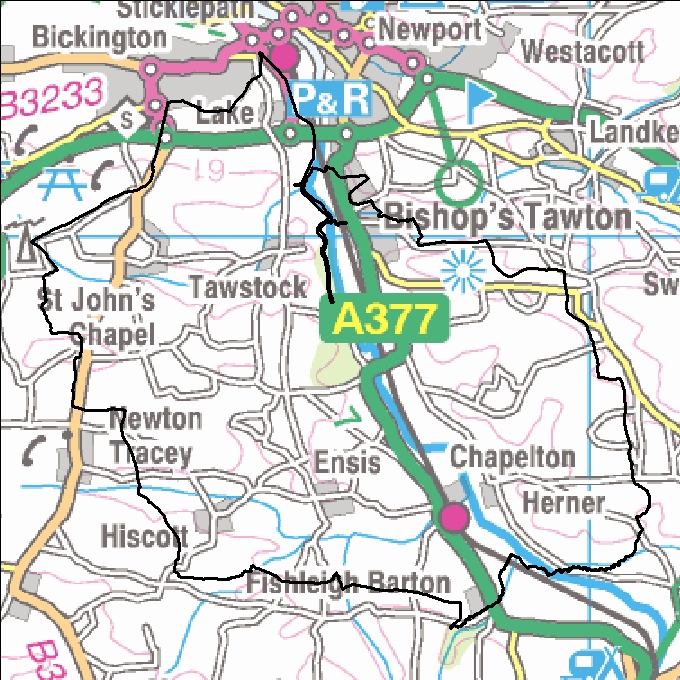 Sticklepath
Bickington
Newport
Westacott
B3233
P&R
S
Lake
Landke
19
Bishop's Tawton
Tawstock
Sw
St John's
Chapel
A377
Newton
Tracey
7
Ensis
Chapelton
Herner
Hiscott
Fishleigh Barton
B3